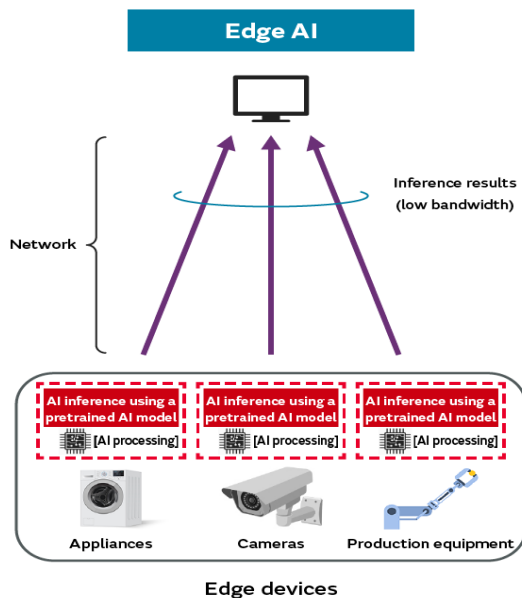 Edge AI
Inference results
(low bandwidth)
Network
AI inference using a
pretrained AI model
[AI processing]
AI inference using a
pretrained AI model
[AI processing]
AI inference using a
pretrained AI model
[AI processing]
Appliances
Cameras
Production equipment
Edge devices